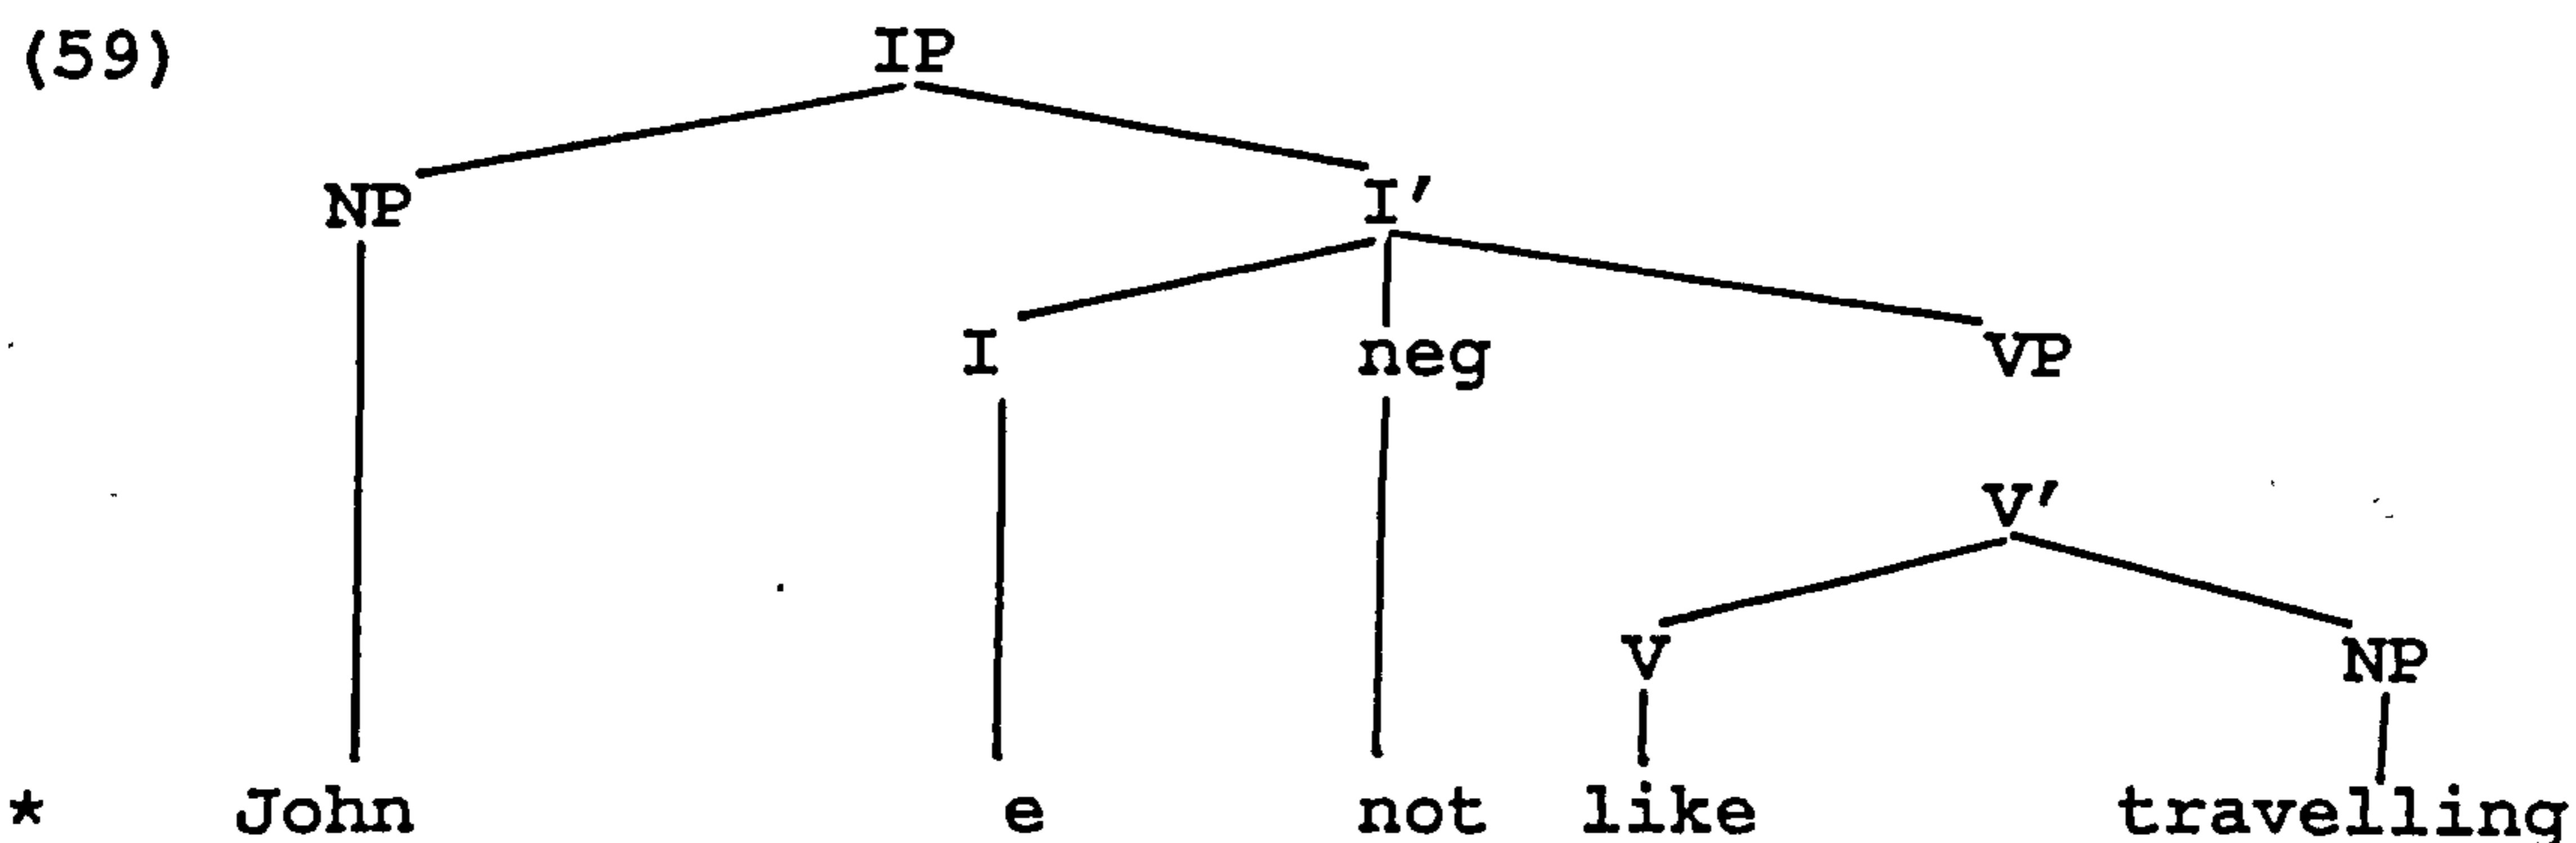 (59) IP
NP I′
I neg VP
V′
V NP
* John e not like travelling